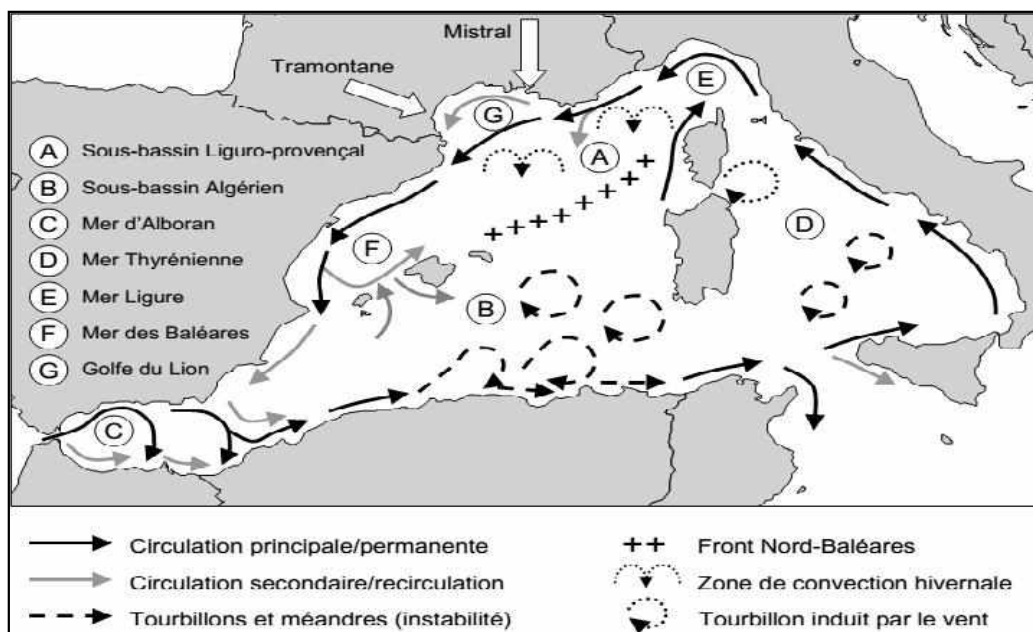 Mistral
Tramontane
A Sous-bassin Liguro-provençal
B Sous-bassin Algérien
C Mer d'Alboran
D Mer Thyrénienne
E Mer Ligure
F Mer des Baléares
G Golfe du Lion
E
G
A
F
D
B
C
Circulation principale/permanente
Circulation secondaire/recirculation
Tourbillons et méandres (instabilité)
++ Front Nord-Baléares
Zone de convection hivernale
Tourbillon induit par le vent